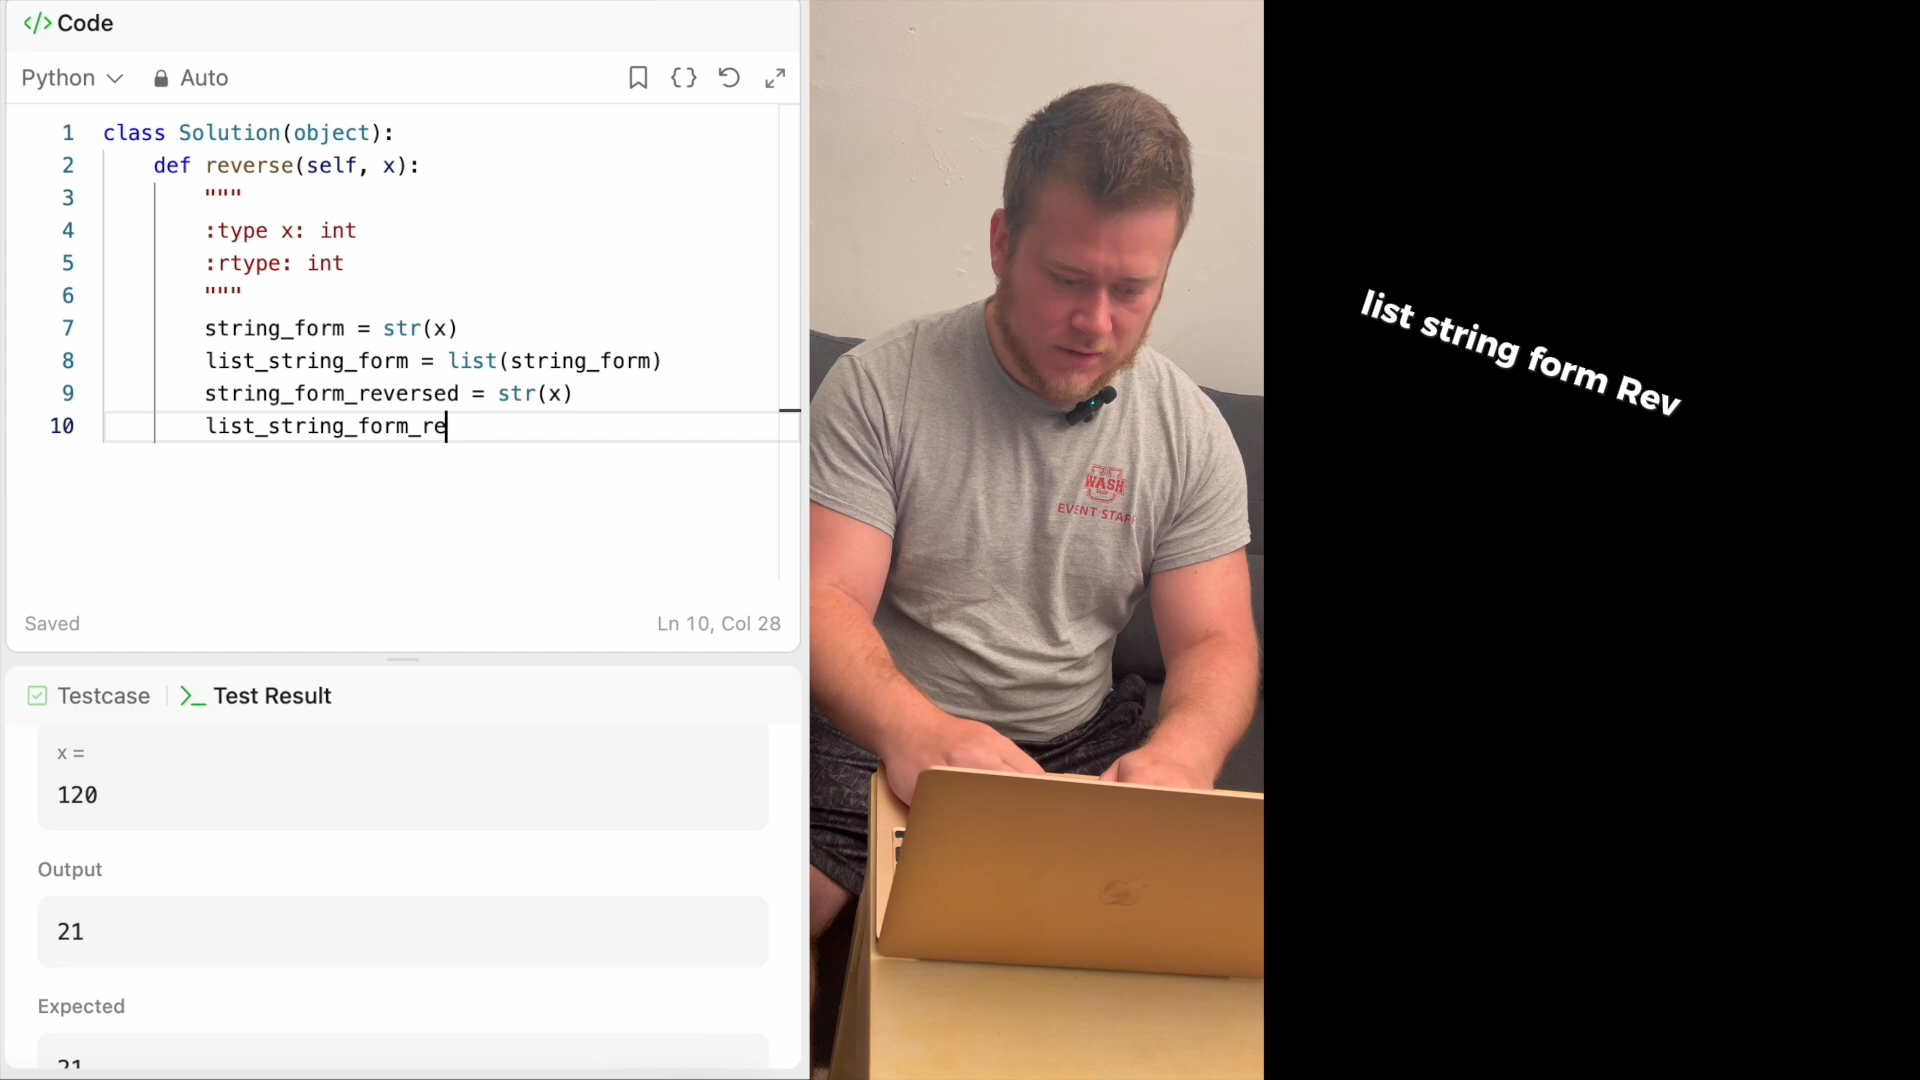 </> Code
Python Auto
1 class Solution(object):
2 def reverse(self, x):
3 """
4 :type x: int
5 :rtype: int
6 """
7 string_form = str(x)
8 list_string_form = list(string_form)
9 string_form_reversed = str(x)
10 list_string_form_re
Saved Ln 10, Col 28
Testcase >_ Test Result
x =
120
Output
21
Expected
21
list string form Rev
WASH
EVENT STAFF